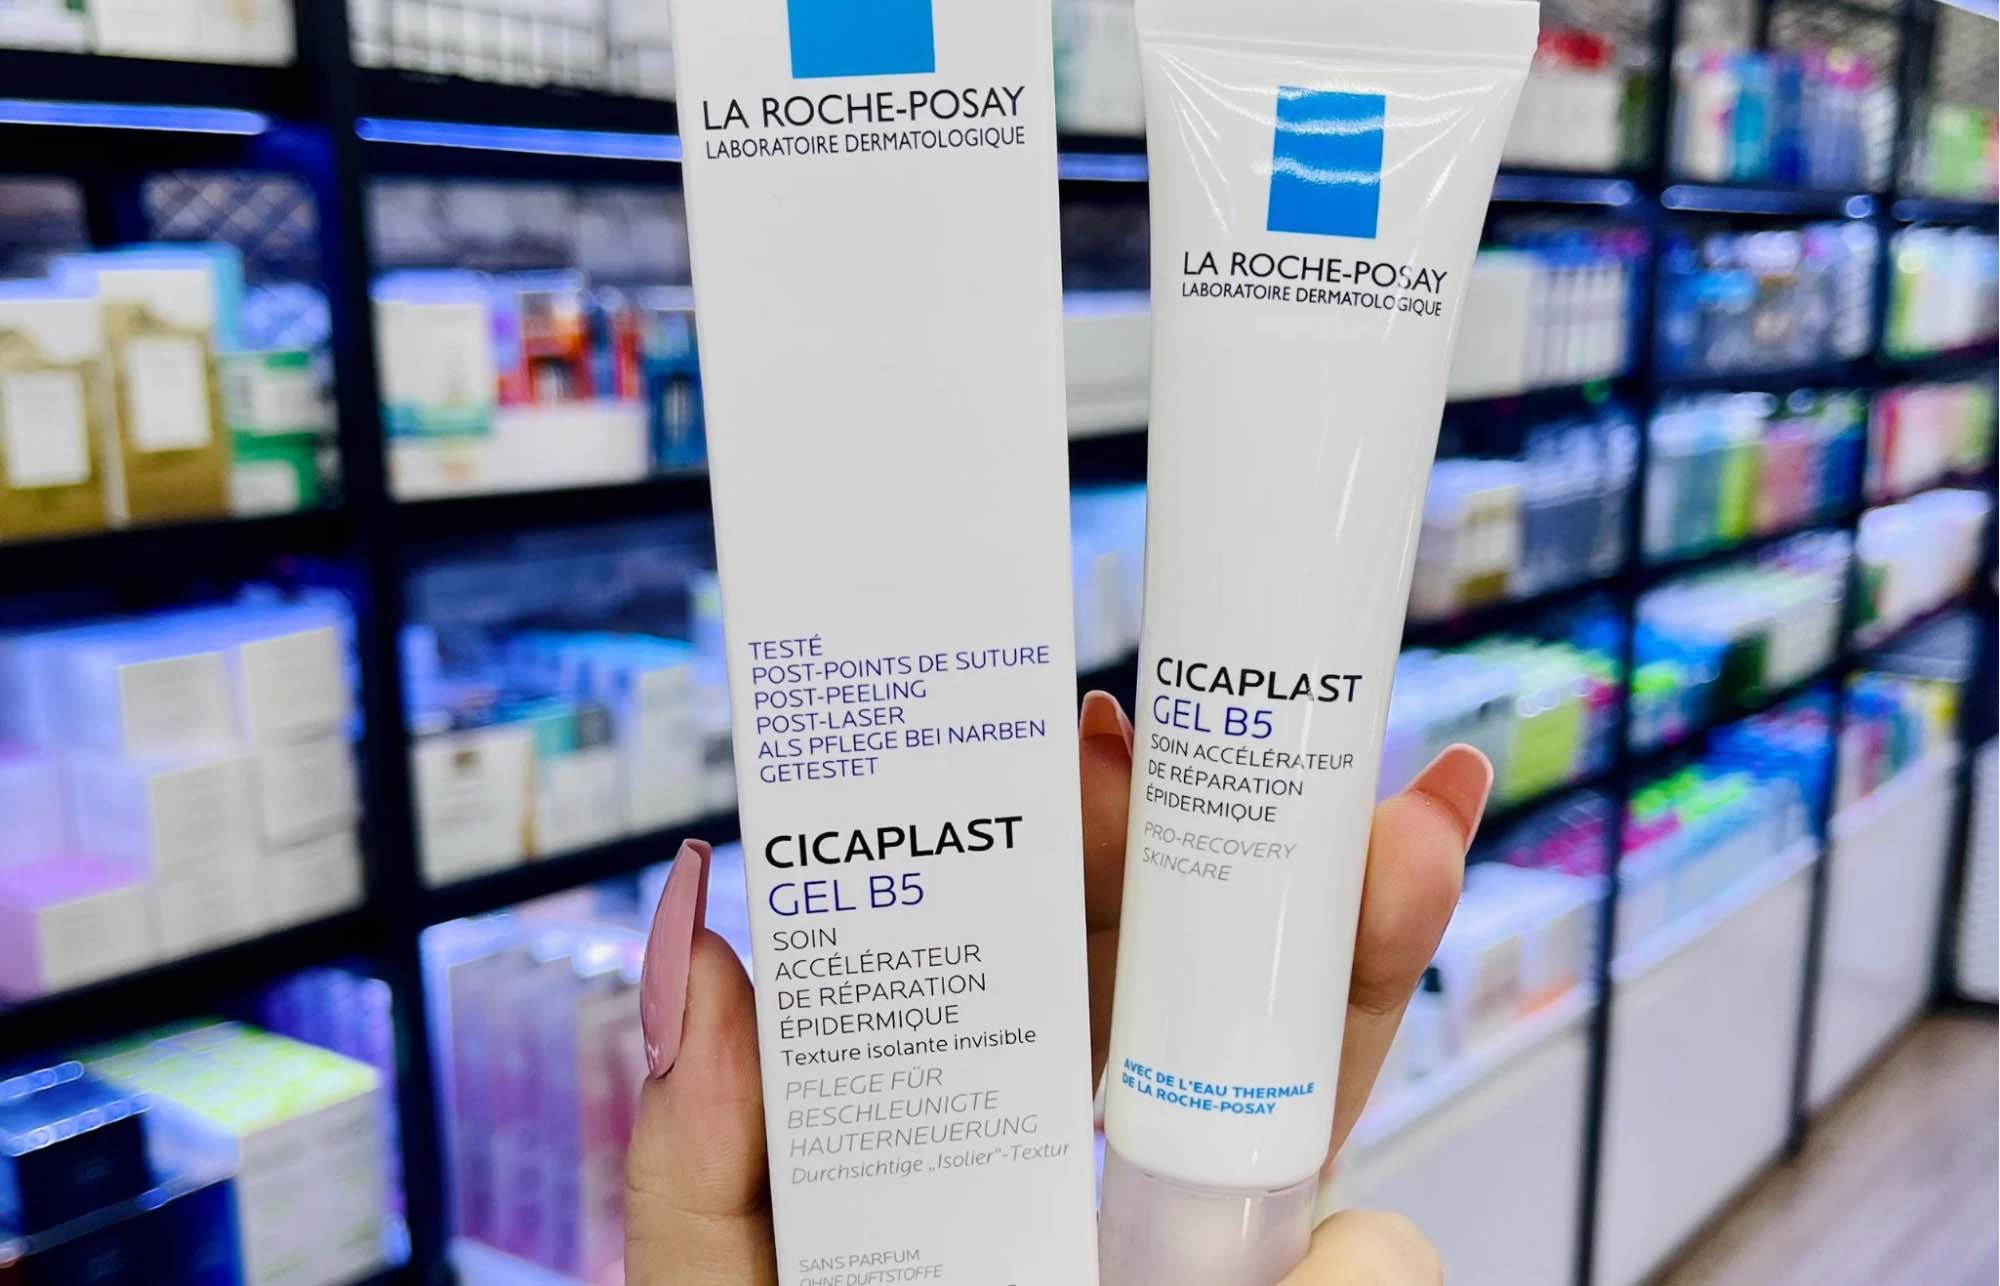 LA ROCHE-POSAY
LABORATOIRE DERMATOLOGIQUE
TESTÉ
POST-POINTS DE SUTURE
POST-PEELING
POST-LASER
ALS PFLEGE BEI NARBEN
GETESTET
CICAPLAST
GEL B5
SOIN
ACCÉLÉRATEUR
DE RÉPARATION
ÉPIDERMIQUE
Texture isolante invisible
PFLEGE FÜR
BESCHLEUNIGTE
HAUTERNEUERUNG
Durchsichtige „Isolier“-Textur
SANS PARFUM
OHNE DUFTSTOFFE
LA ROCHE-POSAY
LABORATOIRE DERMATOLOGIQUE
CICAPLAST
GEL B5
SOIN ACCÉLÉRATEUR
DE RÉPARATION
ÉPIDERMIQUE
PRO-RECOVERY
SKINCARE
AVEC DE L'EAU THERMALE
DE LA ROCHE-POSAY